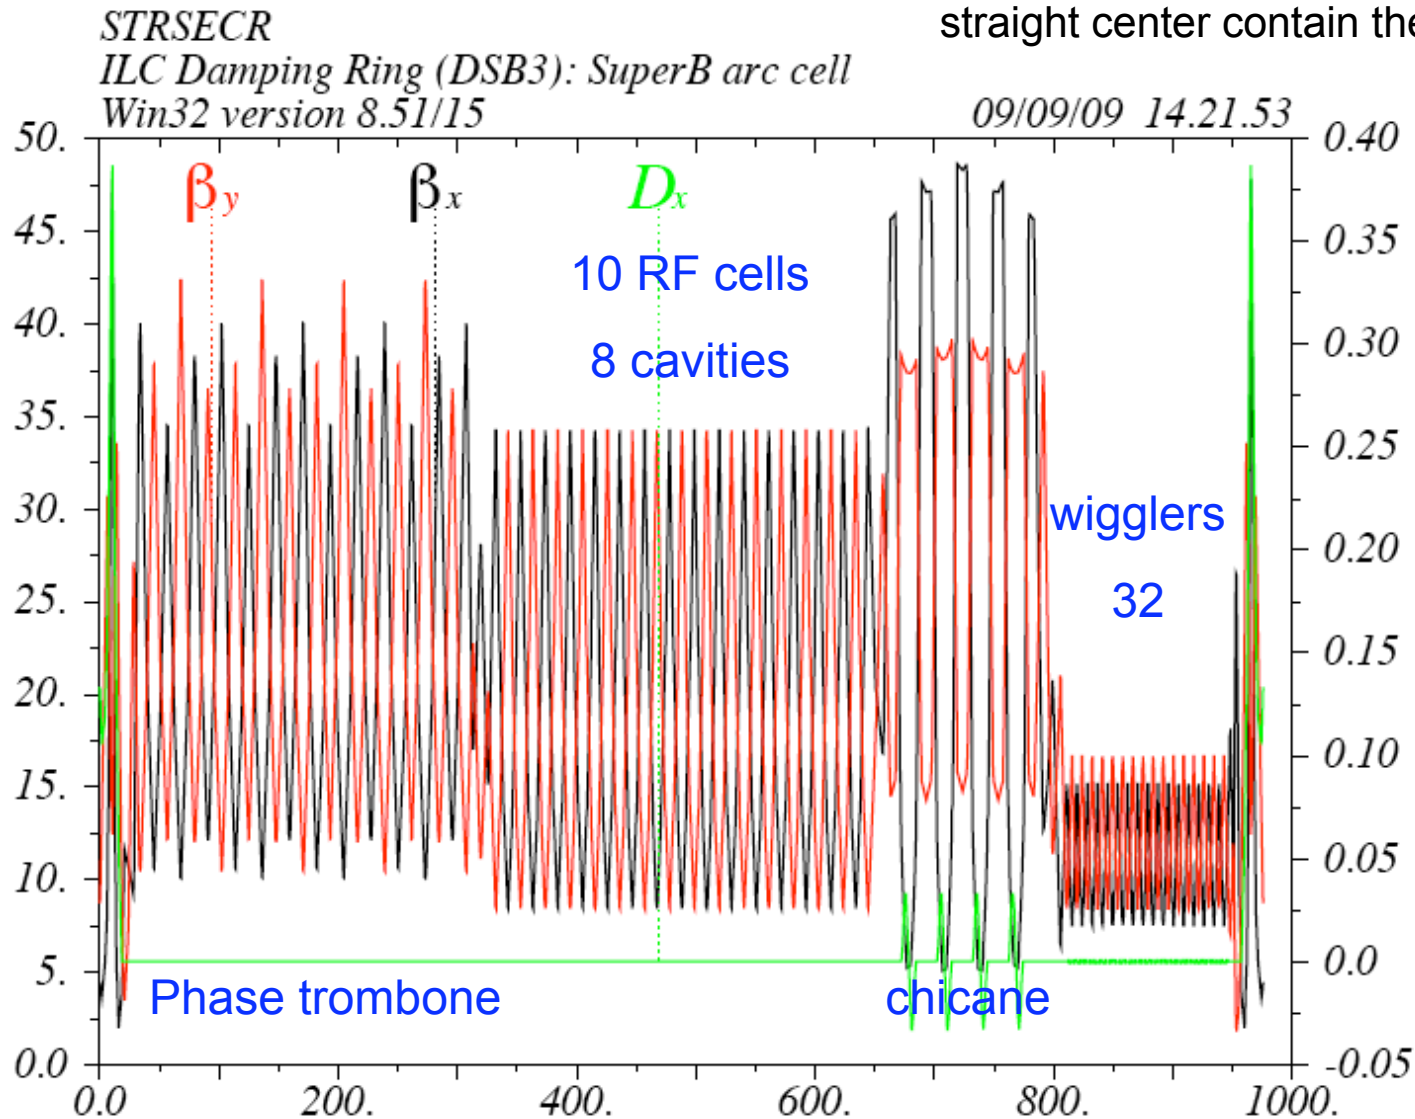 straight center contain the
STRSECR
ILC Damping Ring (DSB3): SuperB arc cell
Win32 version 8.51/15 09/09/09 14.21.53
50. 0.40
βy βx Dx
45. 0.35
10 RF cells
40. 0.30
8 cavities
35. 0.25
30. wigglers 0.20
25. 32 0.15
20. 0.10
15. 0.05
10. 0.0
5.
Phase trombone chicane
0.0 -0.05
0.0 200. 400. 600. 800. 1000.